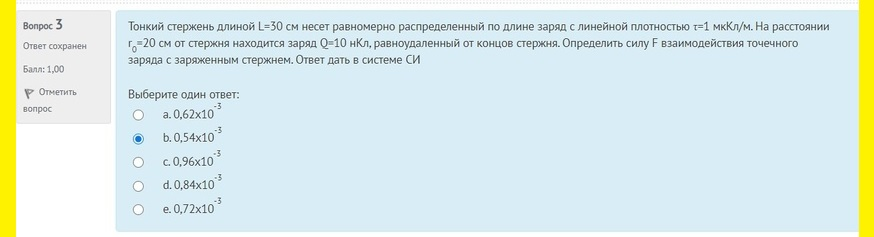 Вопрос 3
Ответ сохранен
Балл: 1,00
Отметить
вопрос
Тонкий стержень длиной L=30 см несет равномерно распределенный по длине заряд с линейной плотностью τ=1 мкКл/м. На расстоянии
r₀=20 см от стержня находится заряд Q=10 нКл, равноудаленный от концов стержня. Определить силу F взаимодействия точечного
заряда с заряженным стержнем. Ответ дать в системе СИ
Выберите один ответ:
a. 0,62x10⁻³
b. 0,54x10⁻³
c. 0,96x10⁻³
d. 0,84x10⁻³
e. 0,72x10⁻³